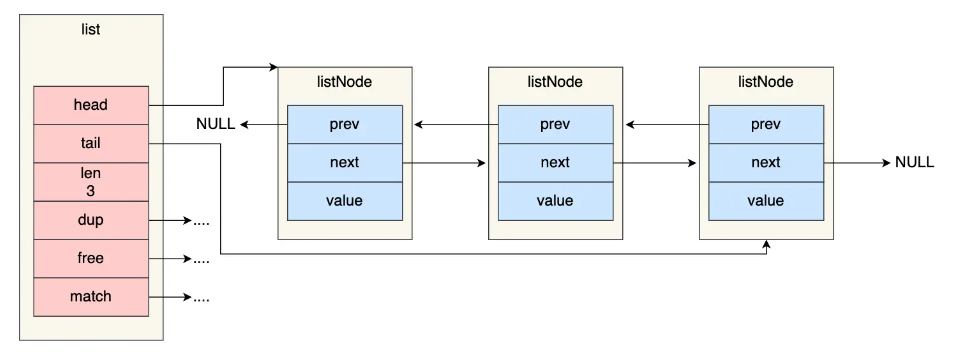 list
head
tail
len
3
dup
....
free
....
match
....
NULL
listNode
prev
next
value
listNode
prev
next
value
listNode
prev
next
value
NULL